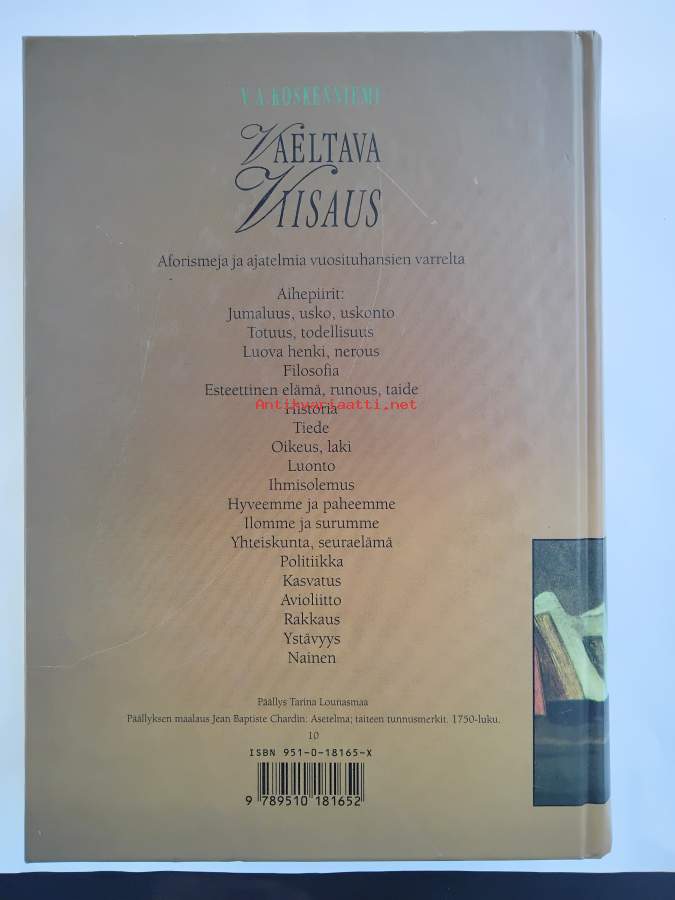 V.A.KOSKENNIEMI
VAELTAVA
VIISAUS
Aforismeja ja ajatelmia vuosituhansien varrelta
Aihepiirit:
Jumaluus, usko, uskonto
Totuus, todellisuus
Luova henki, nerous
Filosofia
Esteettinen elämä, runous, taide
Antikvariaatti.net
Historia
Tiede
Oikeus, laki
Luonto
Ihmisolemus
Hyveemme ja paheemme
Ilomme ja surumme
Yhteiskunta, seuraelämä
Politiikka
Kasvatus
Avioliitto
Rakkaus
Ystävyys
Nainen
Päällys Tarina Lounasmaa
Päällyksen maalaus Jean Baptiste Chardin: Asetelma; taiteen tunnusmerkit. 1750-luku.
10
ISBN 951-0-18165-X
9 789510 181652